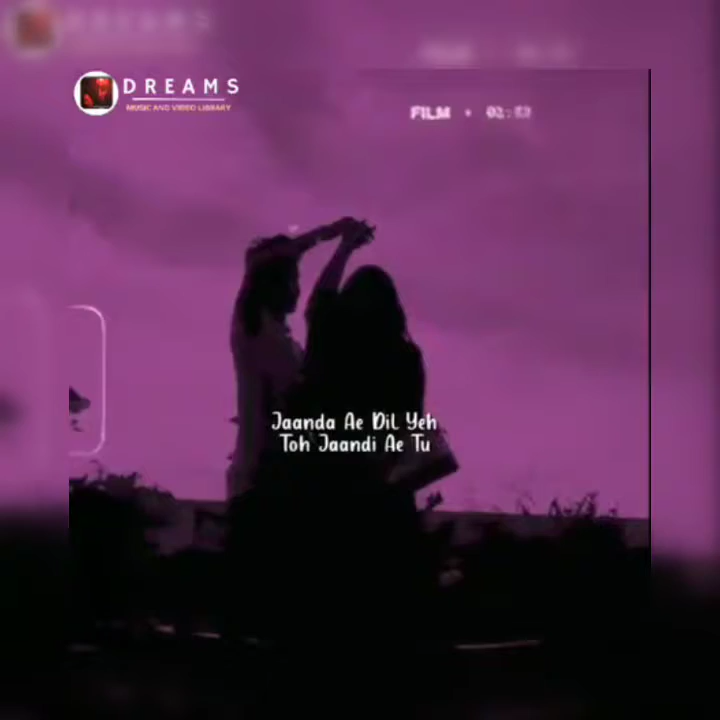 DREAMS
MUSIC AND VIDEO LIBRARY
FILM
Jaanda Ae Dil Yeh
Toh Jaandi Ae Tu